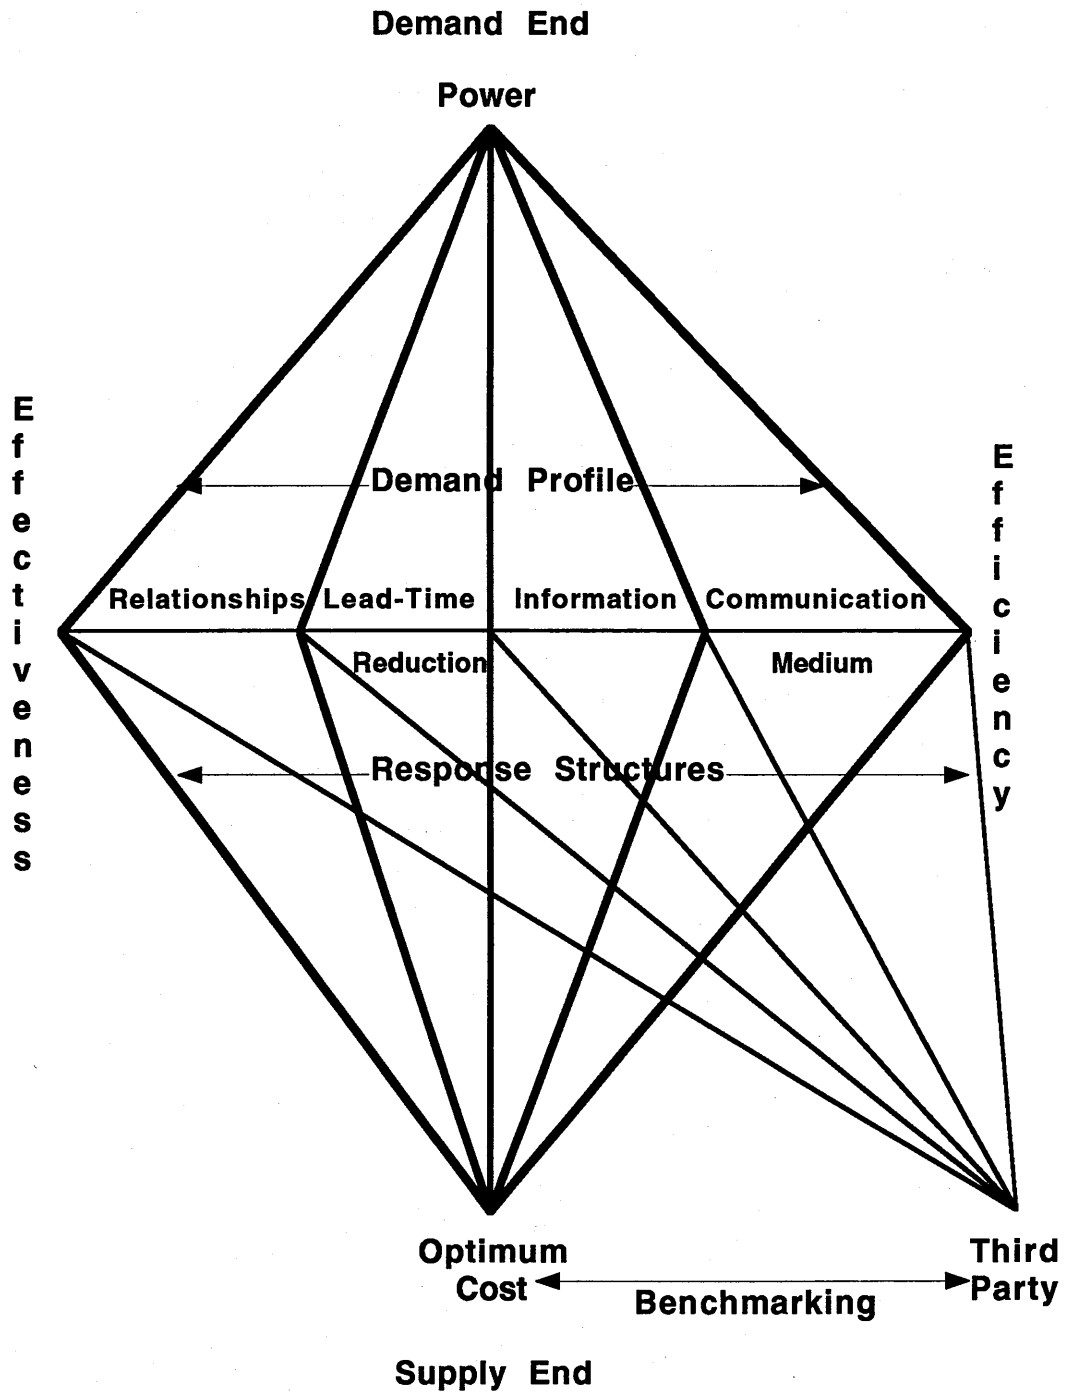 Demand End
Power
Effectiveness
Efficiency
Demand Profile
Relationships Lead-Time Information Communication
Reduction Medium
Response Structures
Optimum Third
Cost Party
Benchmarking
Supply End